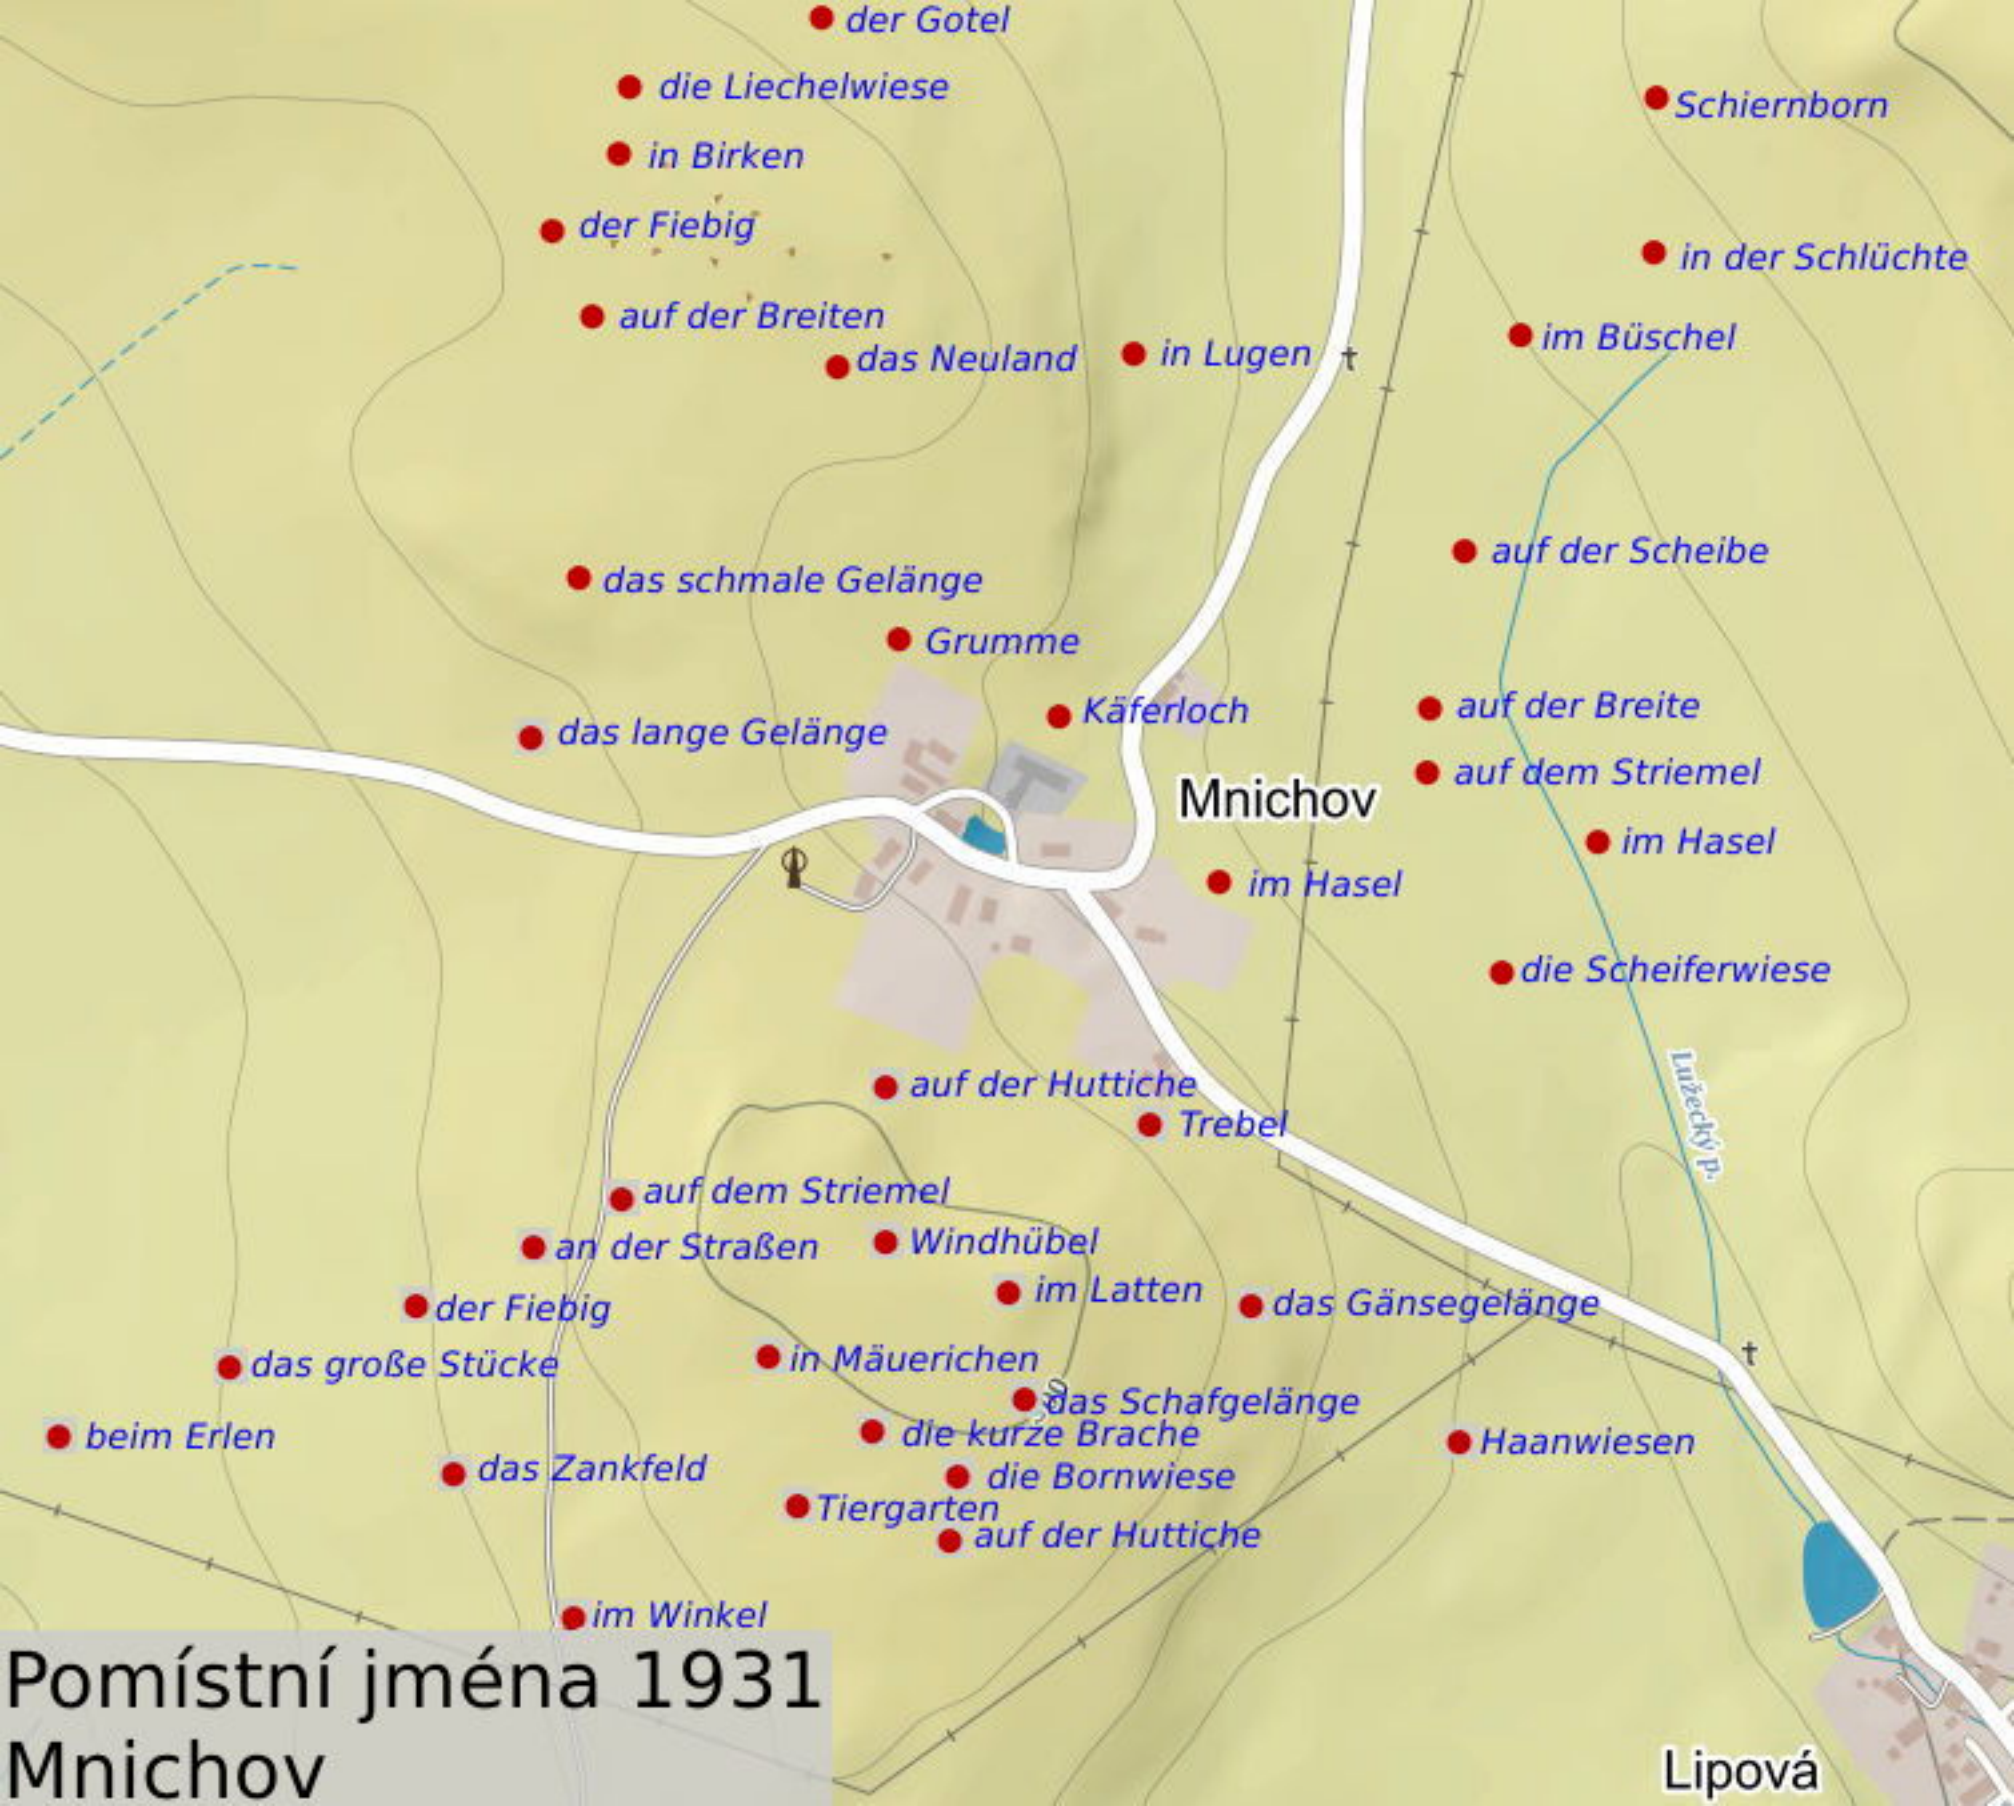 der Gotel
die Liechelwiese
Schiernborn
in Birken
der Fiebig
in der Schlüchte
auf der Breiten
im Büschel
das Neuland
in Lugen
auf der Scheibe
das schmale Gelänge
Grumme
Käferloch
auf der Breite
das lange Gelänge
auf dem Striemel
Mnichov
im Hasel
im Hasel
die Scheiferwiese
Lužecký p.
auf der Huttiche
Trebel
auf dem Striemel
Windhübel
an der Straßen
im Latten
das Gänsegelänge
der Fiebig
in Mäuerichen
das große Stücke
das Schafgelänge
die kurze Brache
beim Erlen
Haanwiesen
das Zankfeld
die Bornwiese
Tiergarten
auf der Huttiche
im Winkel
Pomístní jména 1931
Mnichov
Lipová